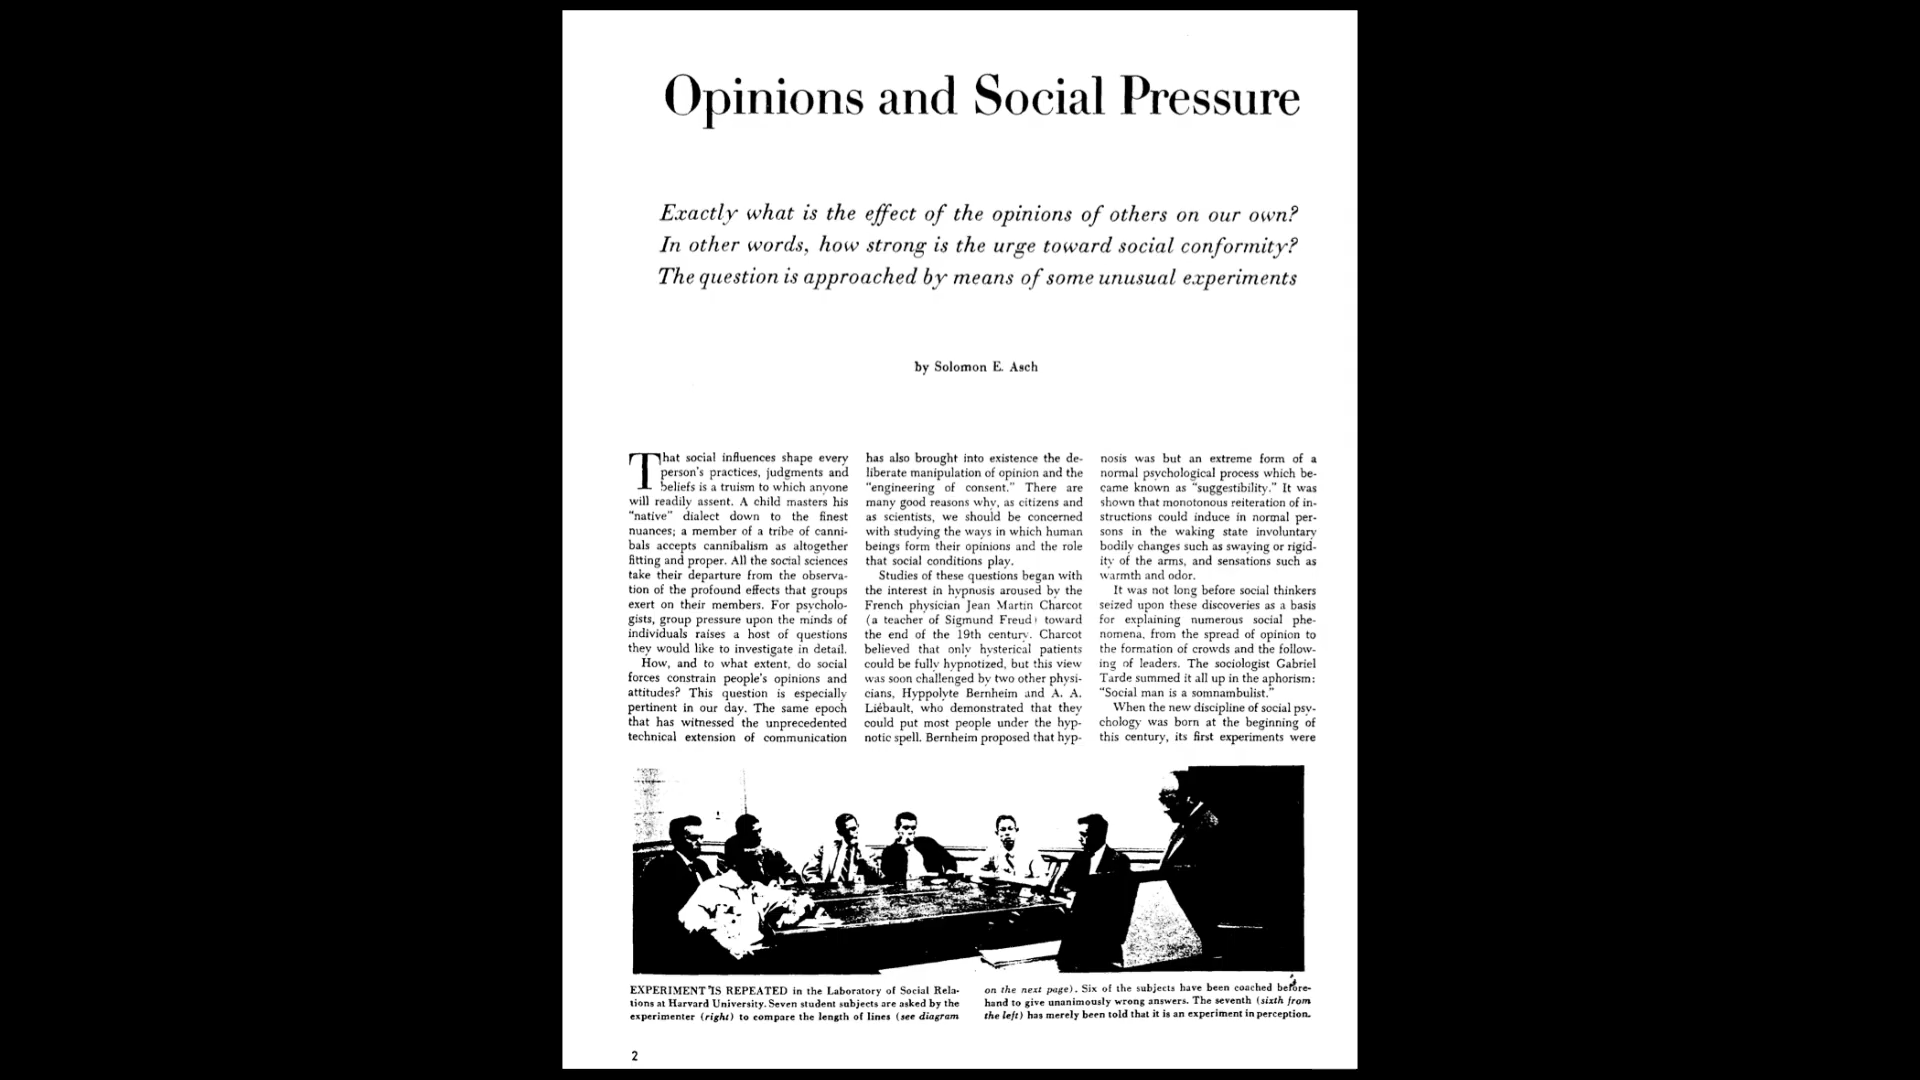 Opinions and Social Pressure
Exactly what is the effect of the opinions of others on our own?
In other words, how strong is the urge toward social conformity?
The question is approached by means of some unusual experiments
by Solomon E. Asch
That social influences shape every
person's practices, judgments and
beliefs is a truism to which anyone
will readily assent. A child masters his
"native" dialect down to the finest
nuances; a member of a tribe of canni-
bals accepts cannibalism as altogether
fitting and proper. All the social sciences
take their departure from the observa-
tion of the profound effects that groups
exert on their members. For psycholo-
gists, group pressure upon the minds of
individuals raises a host of questions
they would like to investigate in detail.
How, and to what extent, do social
forces constrain people's opinions and
attitudes? This question is especially
pertinent in our day. The same epoch
that has witnessed the unprecedented
technical extension of communication
has also brought into existence the de-
liberate manipulation of opinion and the
"engineering of consent." There are
many good reasons why, as citizens and
as scientists, we should be concerned
with studying the ways in which human
beings form their opinions and the role
that social conditions play.
Studies of these questions began with
the interest in hypnosis aroused by the
French physician Jean Martin Charcot
(a teacher of Sigmund Freud) toward
the end of the 19th century. Charcot
believed that only hysterical patients
could be fully hypnotized, but this view
was soon challenged by two other physi-
cians, Hyppolyte Bernheim and A. A.
Liébault, who demonstrated that they
could put most people under the hyp-
notic spell. Bernheim proposed that hyp-
nosis was but an extreme form of a
normal psychological process which be-
came known as "suggestibility." It was
shown that monotonous reiteration of in-
structions could induce in normal per-
sons in the waking state involuntary
bodily changes such as swaying or rigid-
ity of the arms, and sensations such as
warmth and odor.
It was not long before social thinkers
seized upon these discoveries as a basis
for explaining numerous social phe-
nomena, from the spread of opinion to
the formation of crowds and the follow-
ing of leaders. The sociologist Gabriel
Tarde summed it all up in the aphorism:
"Social man is a somnambulist."
When the new discipline of social psy-
chology was born at the beginning of
this century, its first experiments were
EXPERIMENT IS REPEATED in the Laboratory of Social Rela-
tions at Harvard University. Seven student subjects are asked by the
experimenter (right) to compare the length of lines (see diagram
on the next page). Six of the subjects have been coached before-
hand to give unanimously wrong answers. The seventh (sixth from
the left) has merely been told that it is an experiment in perception.
2